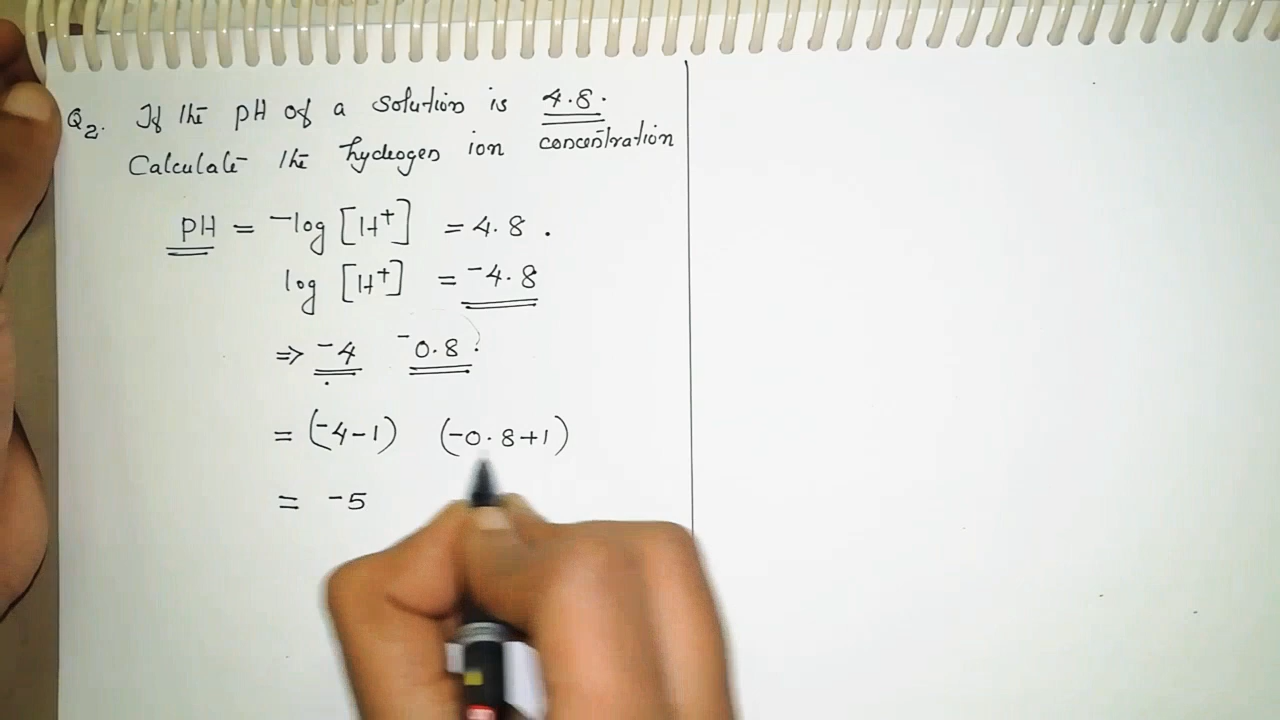 Q2. If the pH of a solution is 4.8.
Calculate the hydrogen ion concentration
pH = -log [H+] = 4.8.
log [H+] = -4.8
⇒ -4 -0.8
= (-4-1) (-0.8+1)
= -5